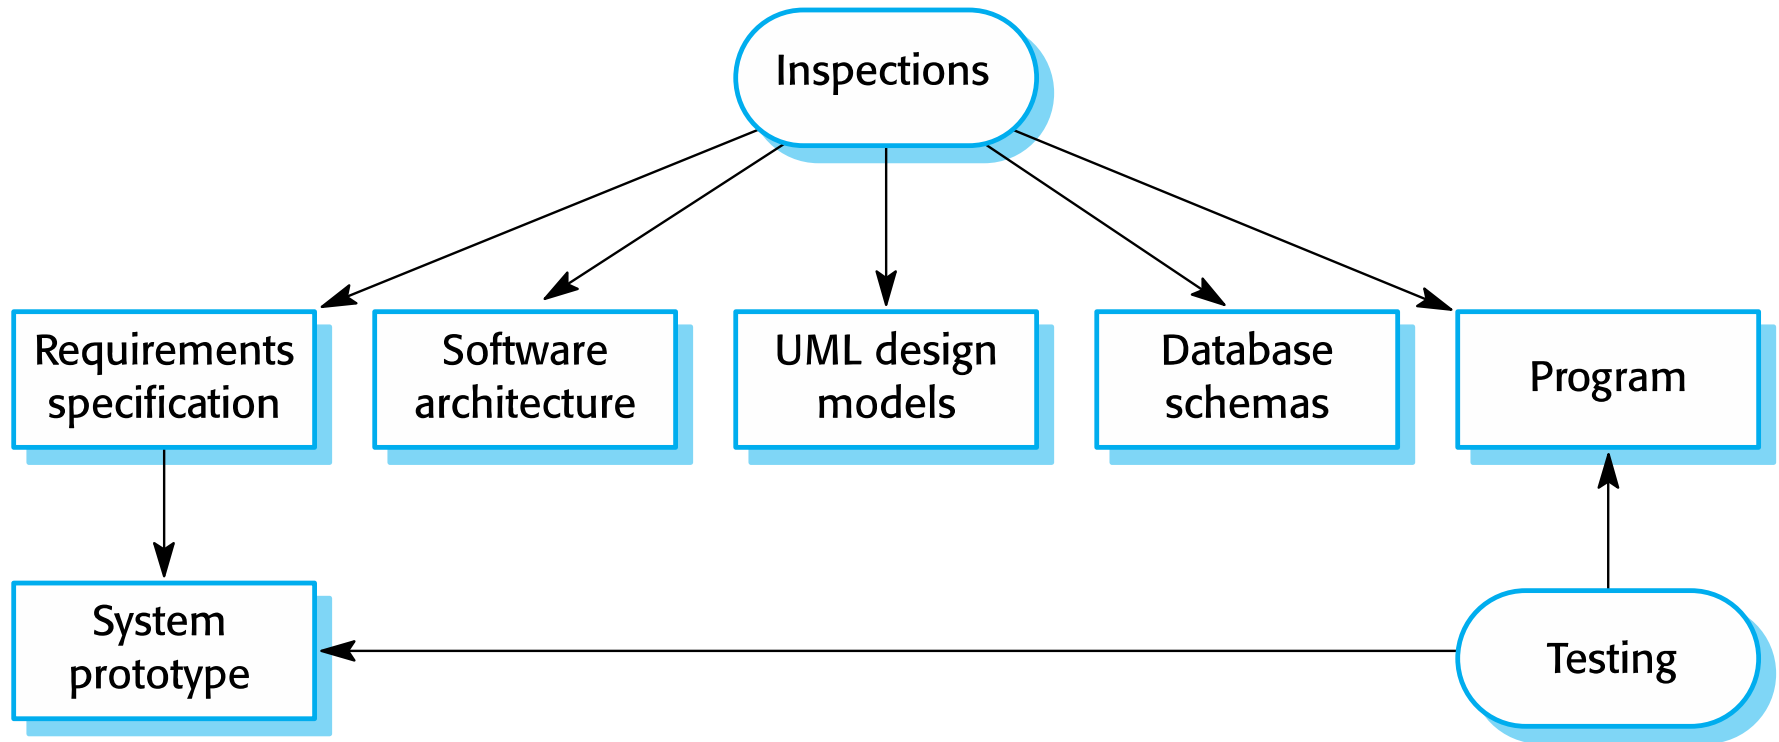 Inspections
Requirements
specification
Software
architecture
UML design
models
Database
schemas
Program
System
prototype
Testing